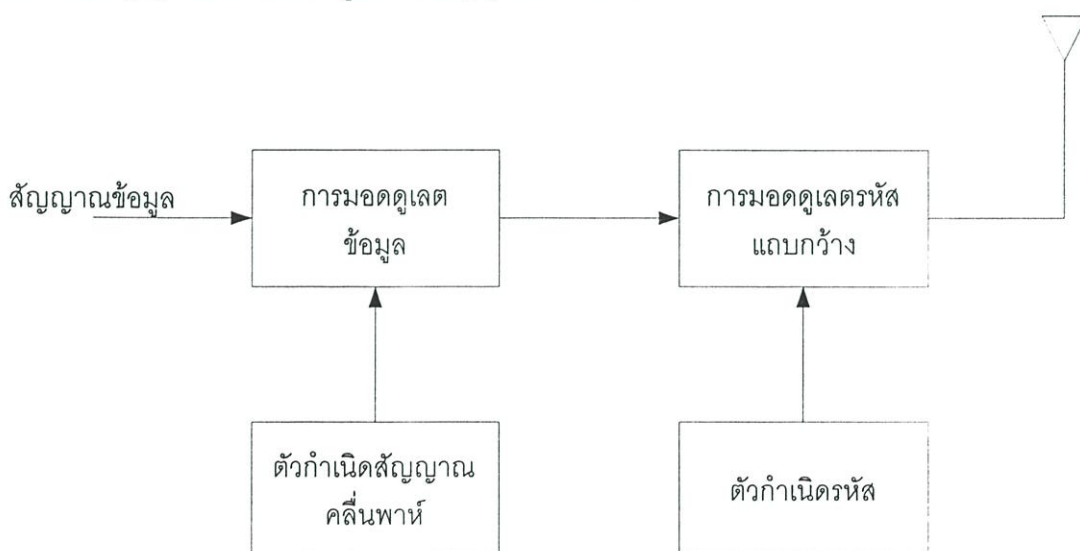 สัญญาณข้อมูล
การมอดดูเลต
ข้อมูล
การมอดดูเลตรหัส
แถบกว้าง
ตัวกำเนิดสัญญาณ
คลื่นพาห์
ตัวกำเนิดรหัส